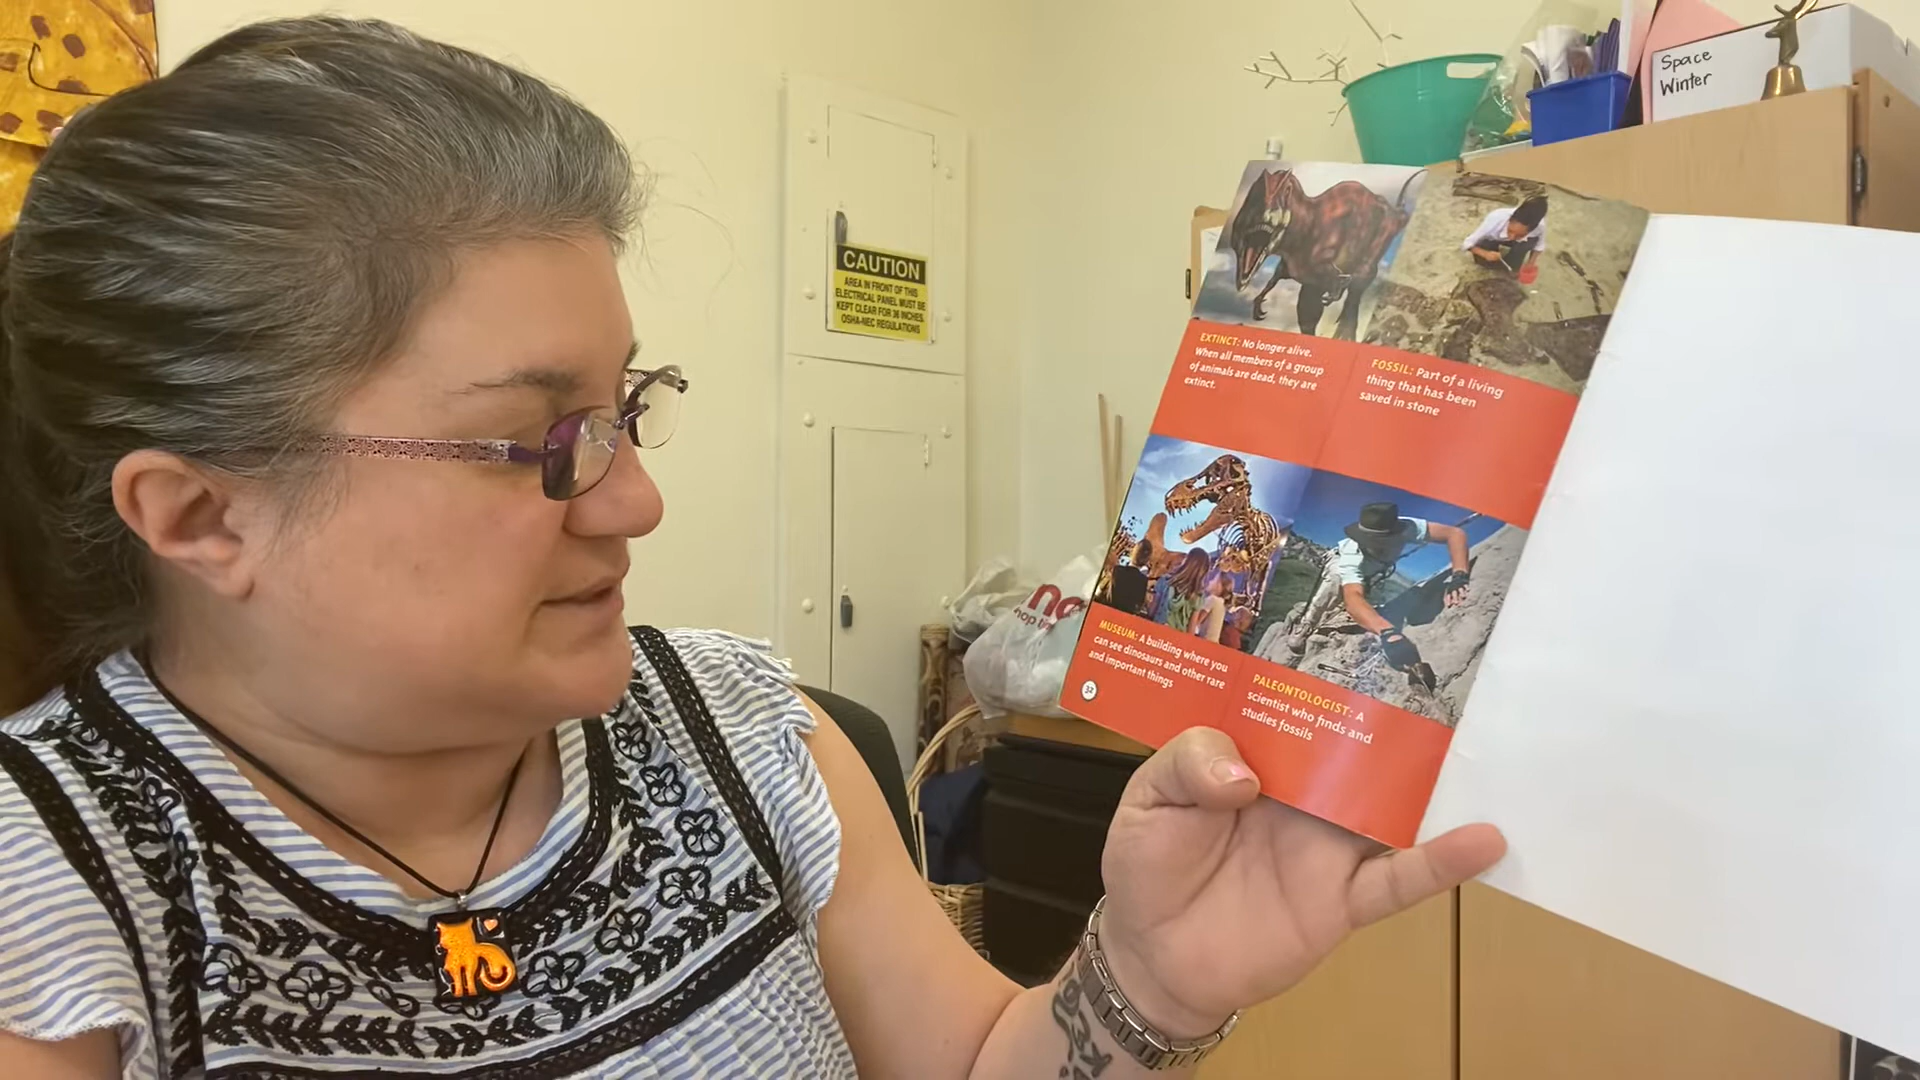 Space
Winter
CAUTION
AREA IN FRONT OF THIS
ELECTRICAL PANEL MUST BE
KEPT CLEAR FOR 36 INCHES.
OSHA-NEC REGULATIONS
EXTINCT: No longer alive.
When all members of a group
of animals are dead, they are
extinct.
FOSSIL: Part of a living
thing that has been
saved in stone
MUSEUM: A building where you
can see dinosaurs and other rare
and important things
PALEONTOLOGIST: A
scientist who finds and
studies fossils
32